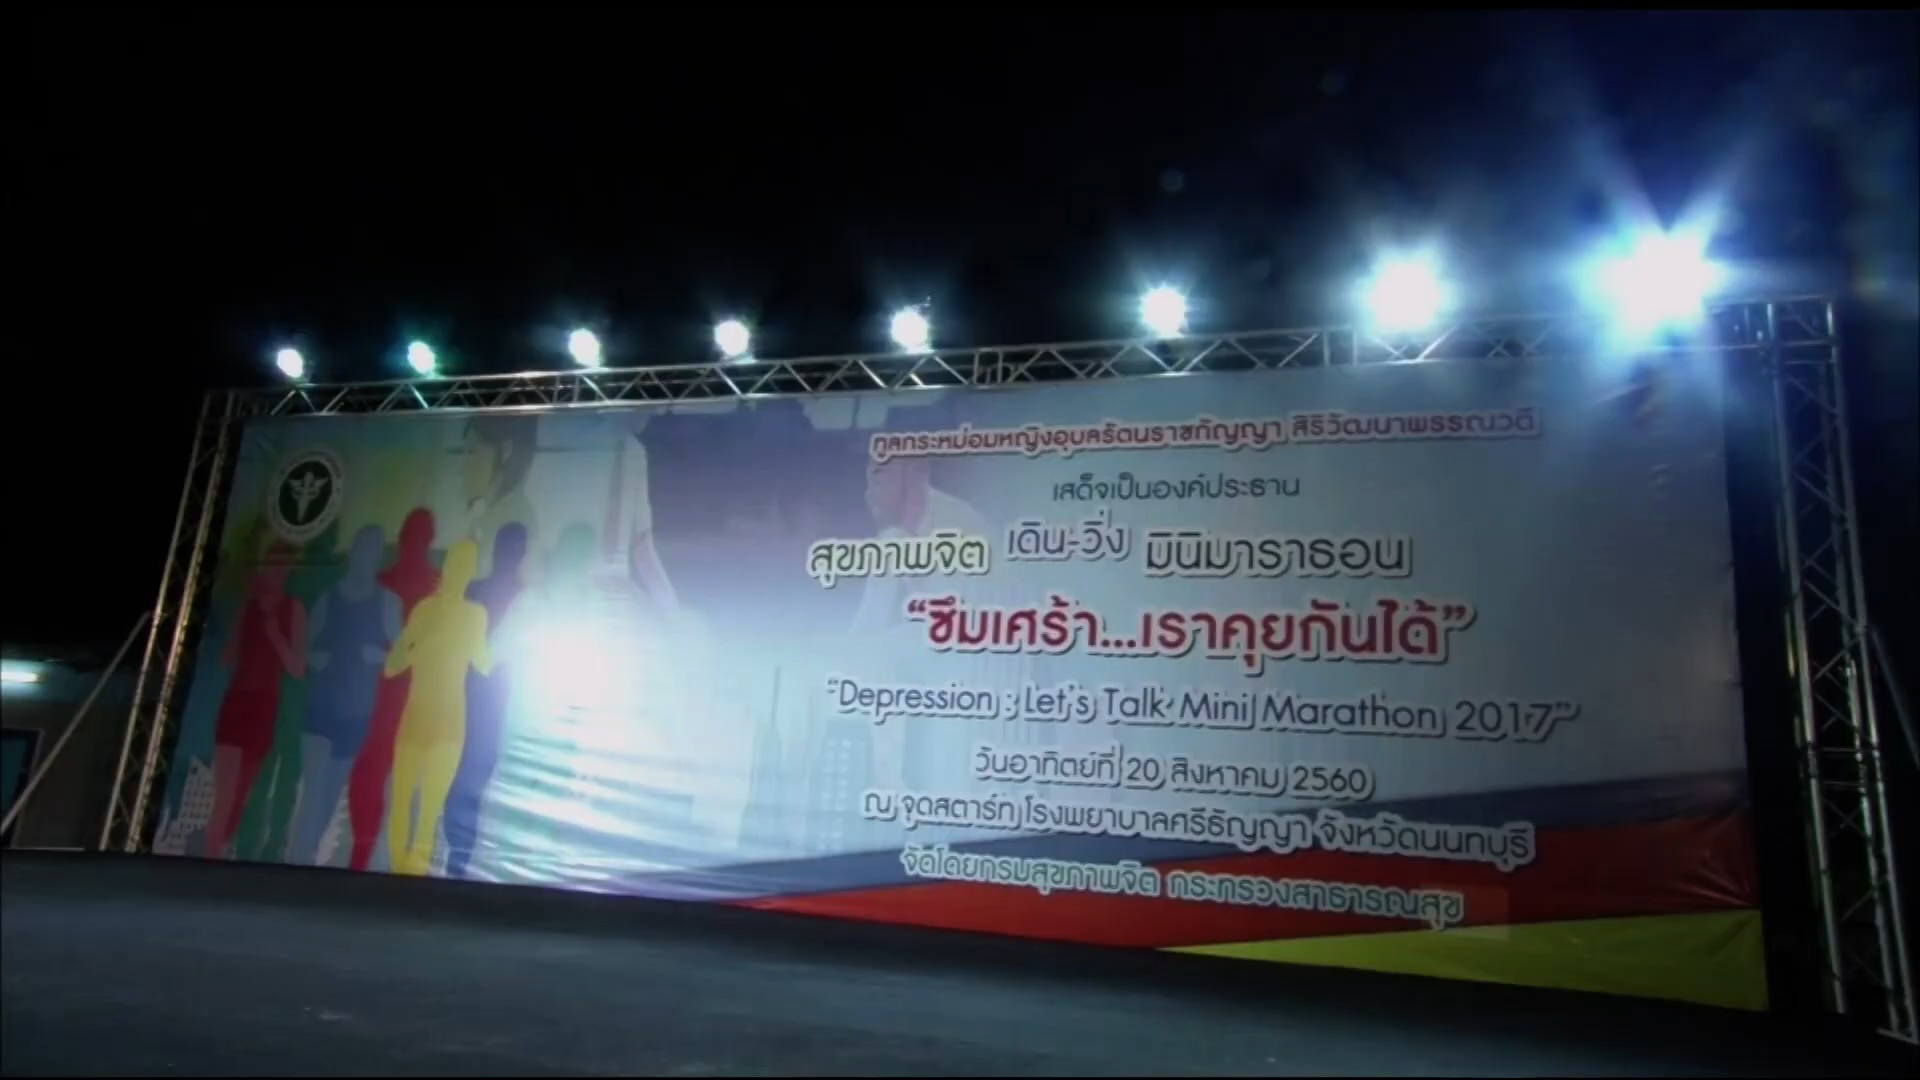 ทูลกระหม่อมหญิงอุบลรัตนราชกัญญา สิริวัฒนาพรรณวดี
เสด็จเป็นองค์ประธาน
สุขภาพจิต เดิน-วิ่ง มินิมาราธอน
“ซึมเศร้า...เราคุยกันได้”
“Depression : Let’s Talk Mini Marathon 2017”
วันอาทิตย์ที่ 20 สิงหาคม 2560
ณ จุดสตาร์ท โรงพยาบาลศรีธัญญา จังหวัดนนทบุรี
จัดโดยกรมสุขภาพจิต กระทรวงสาธารณสุข